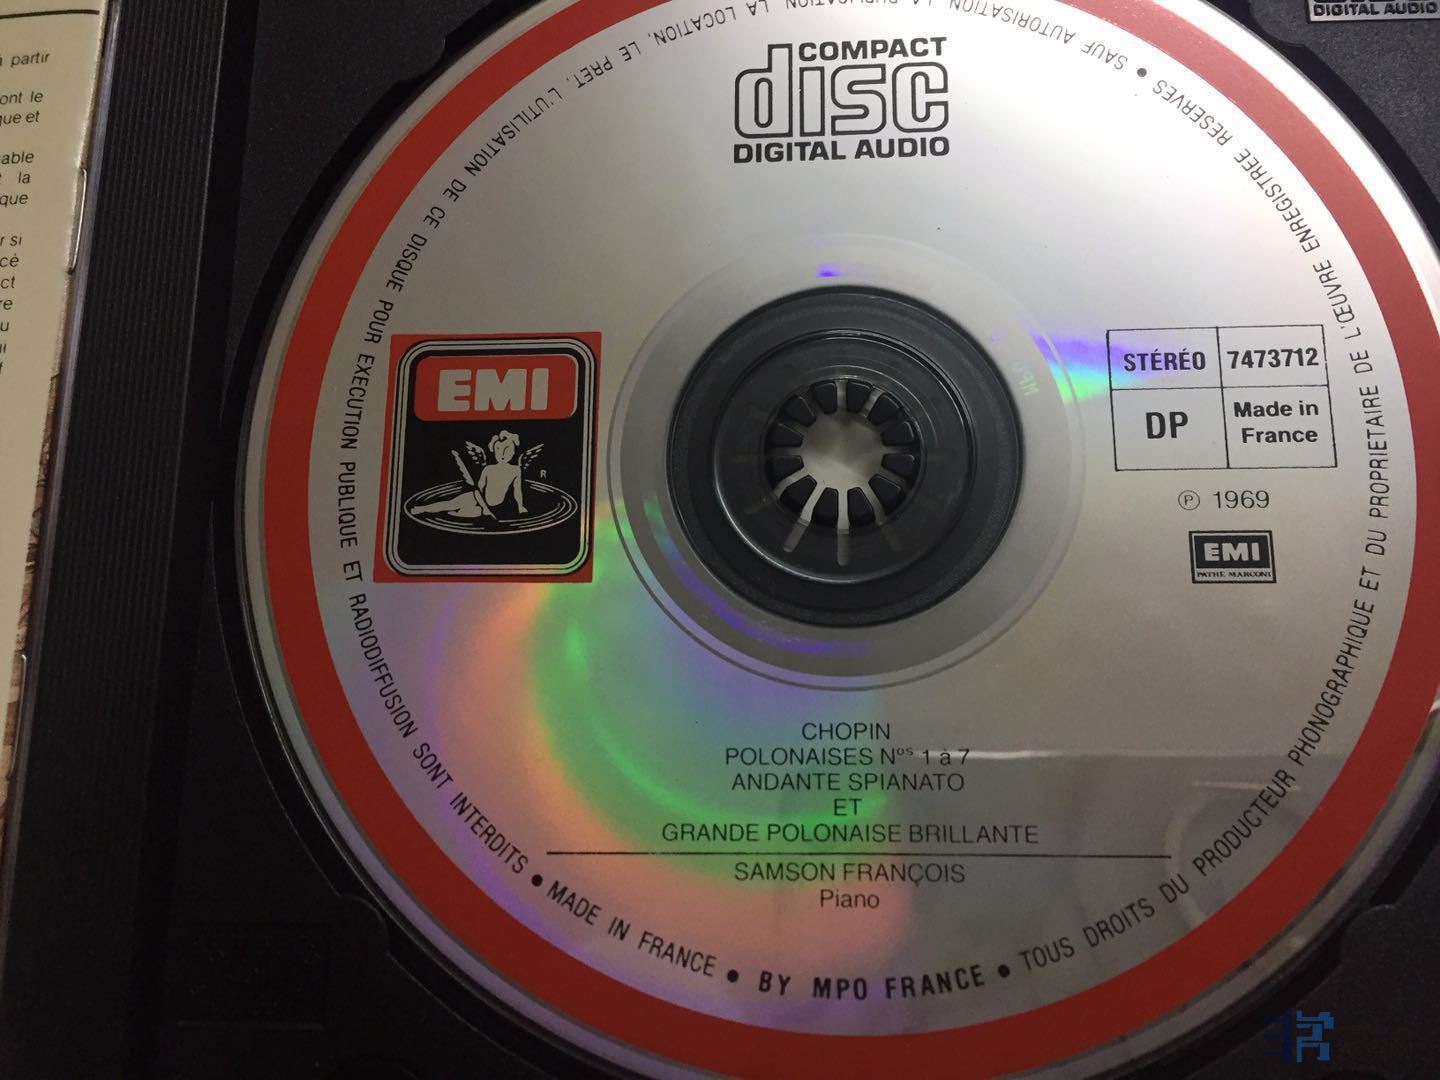 à partir
ont le
que et
able
t la
que
r si
cé
ct
re
u
DIGITAL AUDIO
COMPACT
disc
DIGITAL AUDIO
EMI
R
STÉRÉO 7473712
DP Made in
France
℗ 1969
EMI
PATHE MARCONI
CHOPIN
POLONAISES Nos 1 à 7
ANDANTE SPIANATO
ET
GRANDE POLONAISE BRILLANTE
SAMSON FRANÇOIS
Piano
TOUS DROITS DU PRODUCTEUR PHONOGRAPHIQUE ET DU PROPRIETAIRE DE L'ŒUVRE ENREGISTREE RESERVES • SAUF AUTORISATION LA PUBLICATION LA LOCATION, LE PRET, L'UTILISATION DE CE DISQUE POUR EXECUTION PUBLIQUE ET RADIODIFFUSION SONT INTERDITS • MADE IN FRANCE • BY MPO FRANCE •